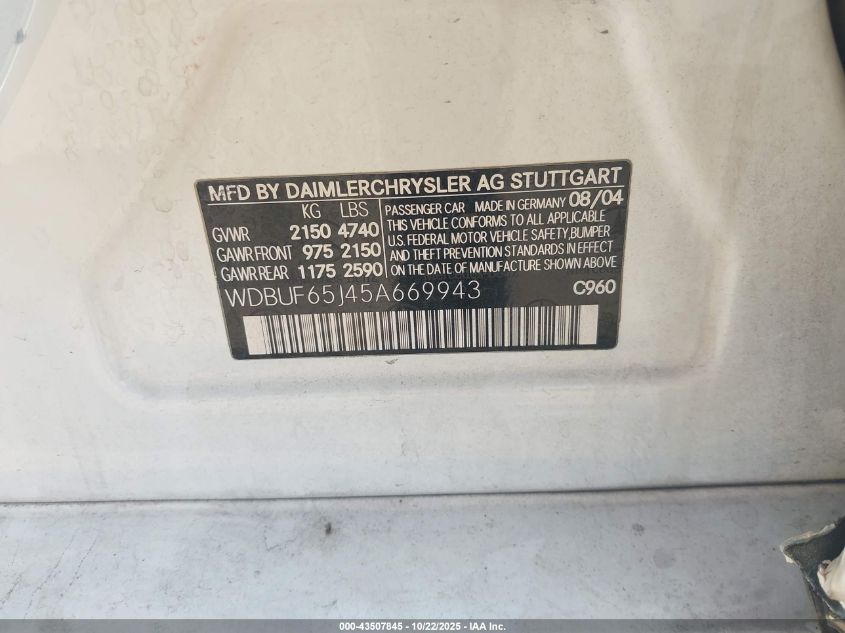 MFD BY DAIMLERCHRYSLER AG STUTTGART
KG LBS
GVWR 2150 4740
GAWR FRONT 975 2150
GAWR REAR 1175 2590
PASSENGER CAR MADE IN GERMANY 08/04
THIS VEHICLE CONFORMS TO ALL APPLICABLE
U.S. FEDERAL MOTOR VEHICLE SAFETY, BUMPER
AND THEFT PREVENTION STANDARDS IN EFFECT
ON THE DATE OF MANUFACTURE SHOWN ABOVE
WDBUF65J45A669943 C960
000-43507845 - 10/22/2025 - IAA Inc.